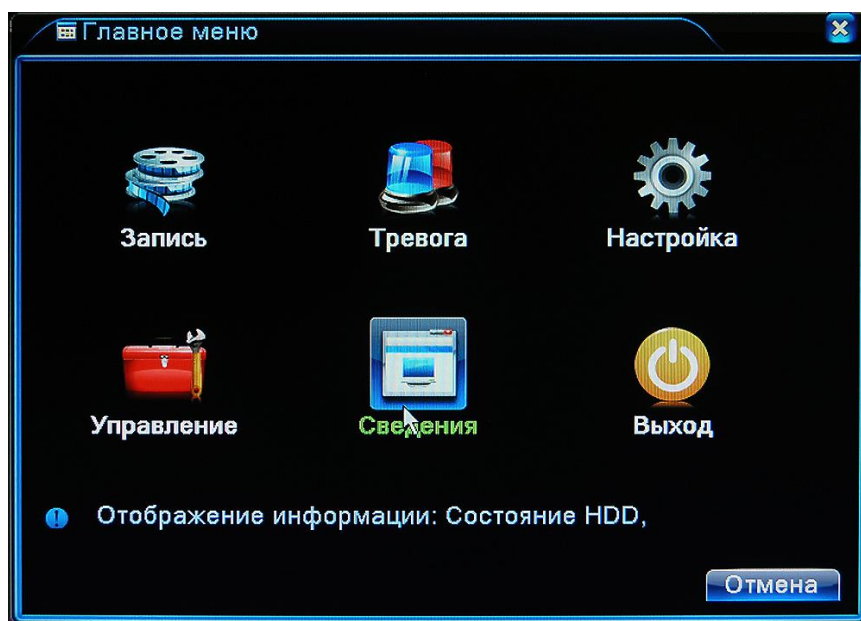 Главное меню
Запись
Тревога
Настройка
Управление
Сведения
Выход
Отображение информации: Состояние HDD,
Отмена